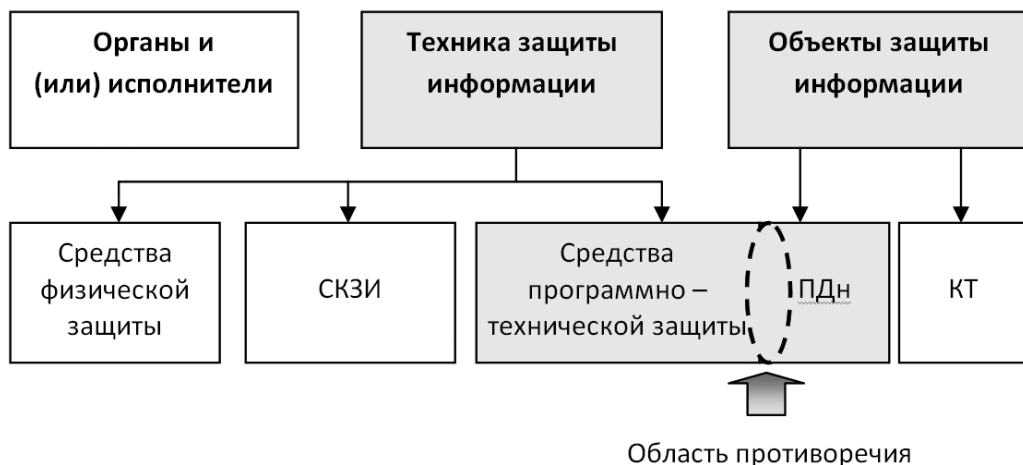 Органы и
(или) исполнители
Техника защиты
информации
Объекты защиты
информации
Средства
физической
защиты
СКЗИ
Средства
программно –
технической защиты
ПДн
КТ
Область противоречия